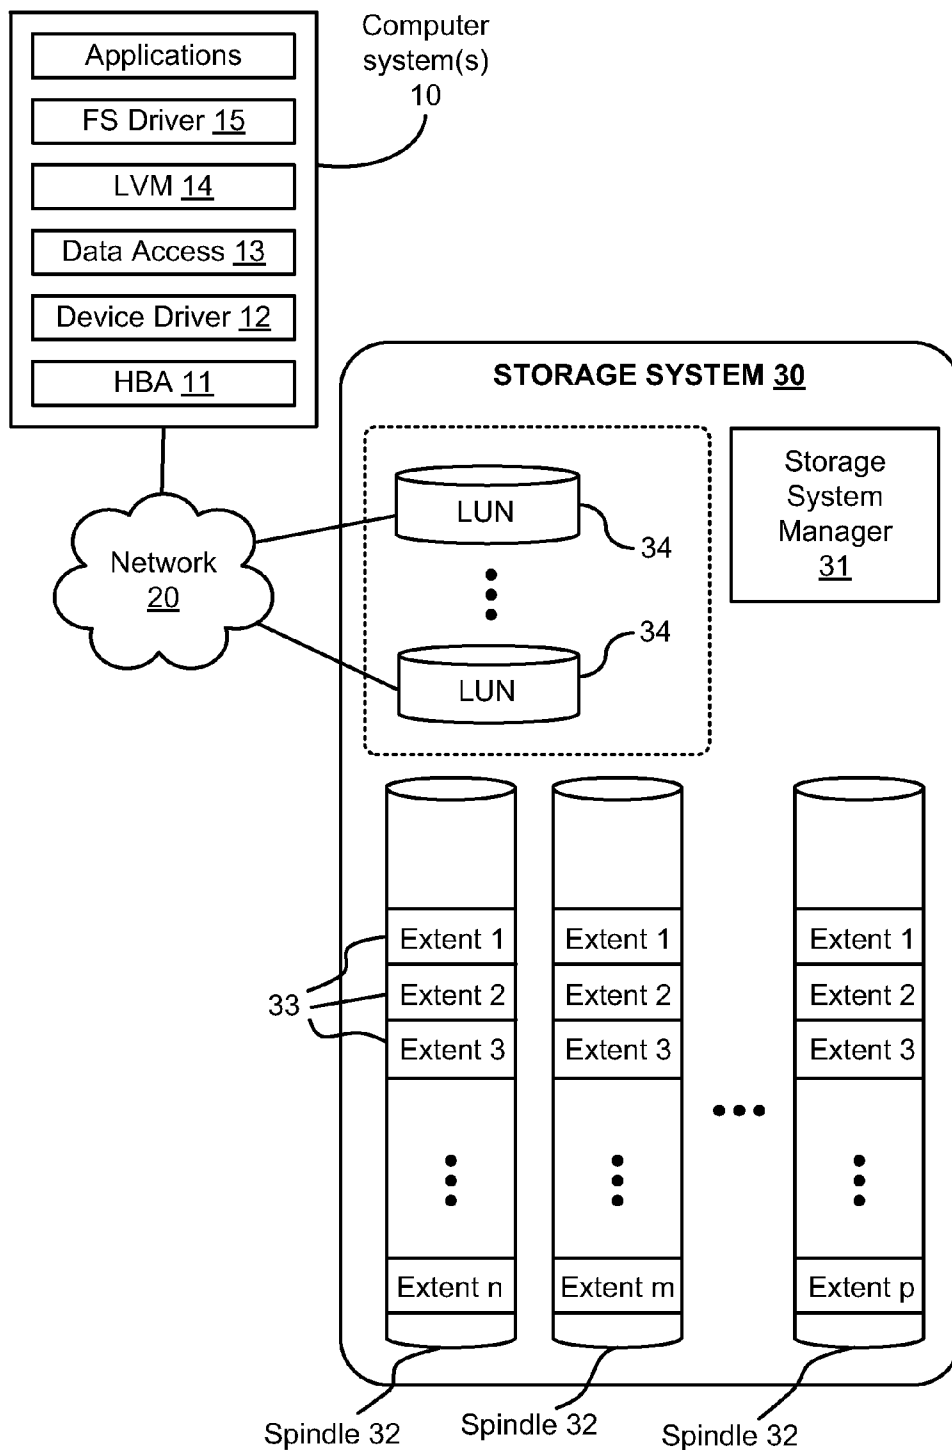 Applications
FS Driver 15
LVM 14
Data Access 13
Device Driver 12
HBA 11
Computer
system(s)
10
Network
20
STORAGE SYSTEM 30
LUN
34
LUN
34
Storage
System
Manager
31
Extent 1
Extent 2
Extent 3
Extent n
Extent 1
Extent 2
Extent 3
Extent m
Extent 1
Extent 2
Extent 3
Extent p
33
Spindle 32
Spindle 32
Spindle 32